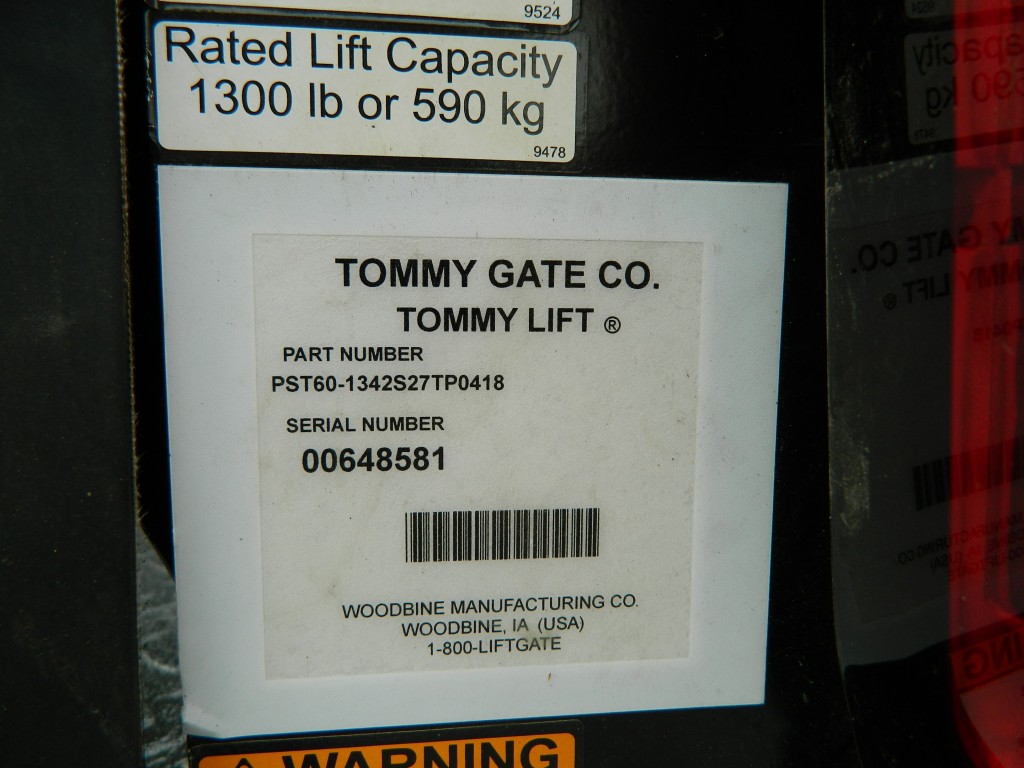 9524
Rated Lift Capacity
1300 lb or 590 kg
9478
TOMMY GATE CO.
TOMMY LIFT ®
PART NUMBER
PST60-1342S27TP0418
SERIAL NUMBER
00648581
WOODBINE MANUFACTURING CO.
WOODBINE, IA (USA)
1-800-LIFTGATE
WARNING